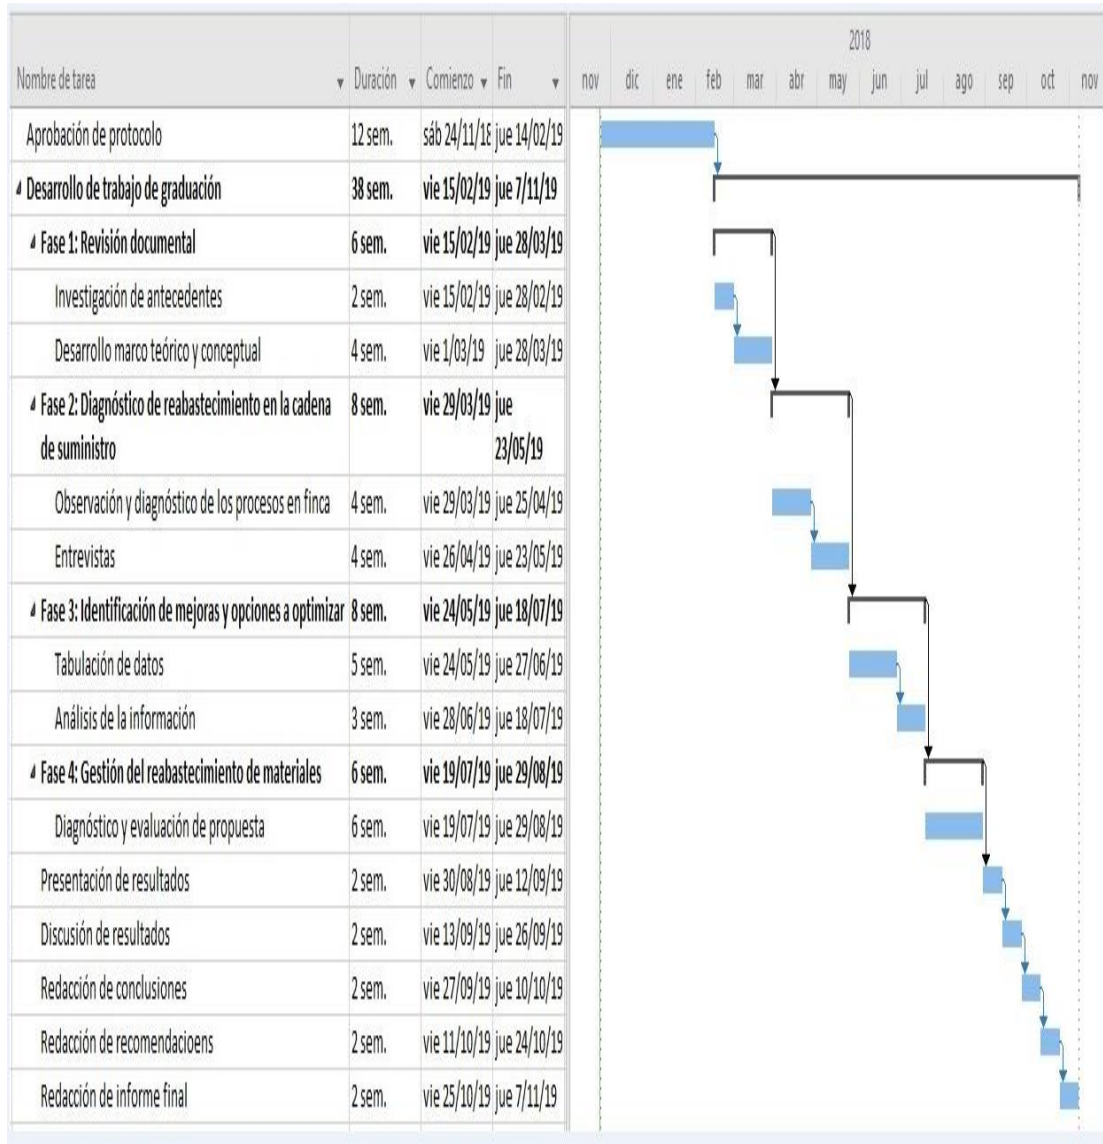 2018
Nombre de tarea Duración Comienzo Fin nov dic ene feb mar abr may jun jul ago sep oct nov
Aprobación de protocolo 12 sem. sáb 24/11/18 jue 14/02/19
Desarrollo de trabajo de graduación 38 sem. vie 15/02/19 jue 7/11/19
Fase 1: Revisión documental 6 sem. vie 15/02/19 jue 28/03/19
Investigación de antecedentes 2 sem. vie 15/02/19 jue 28/02/19
Desarrollo marco teórico y conceptual 4 sem. vie 1/03/19 jue 28/03/19
Fase 2: Diagnóstico de reabastecimiento en la cadena 8 sem. vie 29/03/19 jue
de suministro 23/05/19
Observación y diagnóstico de los procesos en finca 4 sem. vie 29/03/19 jue 25/04/19
Entrevistas 4 sem. vie 26/04/19 jue 23/05/19
Fase 3: Identificación de mejoras y opciones a optimizar 8 sem. vie 24/05/19 jue 18/07/19
Tabulación de datos 5 sem. vie 24/05/19 jue 27/06/19
Análisis de la información 3 sem. vie 28/06/19 jue 18/07/19
Fase 4: Gestión del reabastecimiento de materiales 6 sem. vie 19/07/19 jue 29/08/19
Diagnóstico y evaluación de propuesta 6 sem. vie 19/07/19 jue 29/08/19
Presentación de resultados 2 sem. vie 30/08/19 jue 12/09/19
Discusión de resultados 2 sem. vie 13/09/19 jue 26/09/19
Redacción de conclusiones 2 sem. vie 27/09/19 jue 10/10/19
Redacción de recomendacioens 2 sem. vie 11/10/19 jue 24/10/19
Redacción de informe final 2 sem. vie 25/10/19 jue 7/11/19